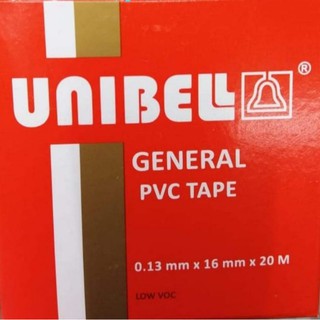 UNIBELL ®
GENERAL
PVC TAPE
0.13 mm x 16 mm x 20 M
LOW VOC